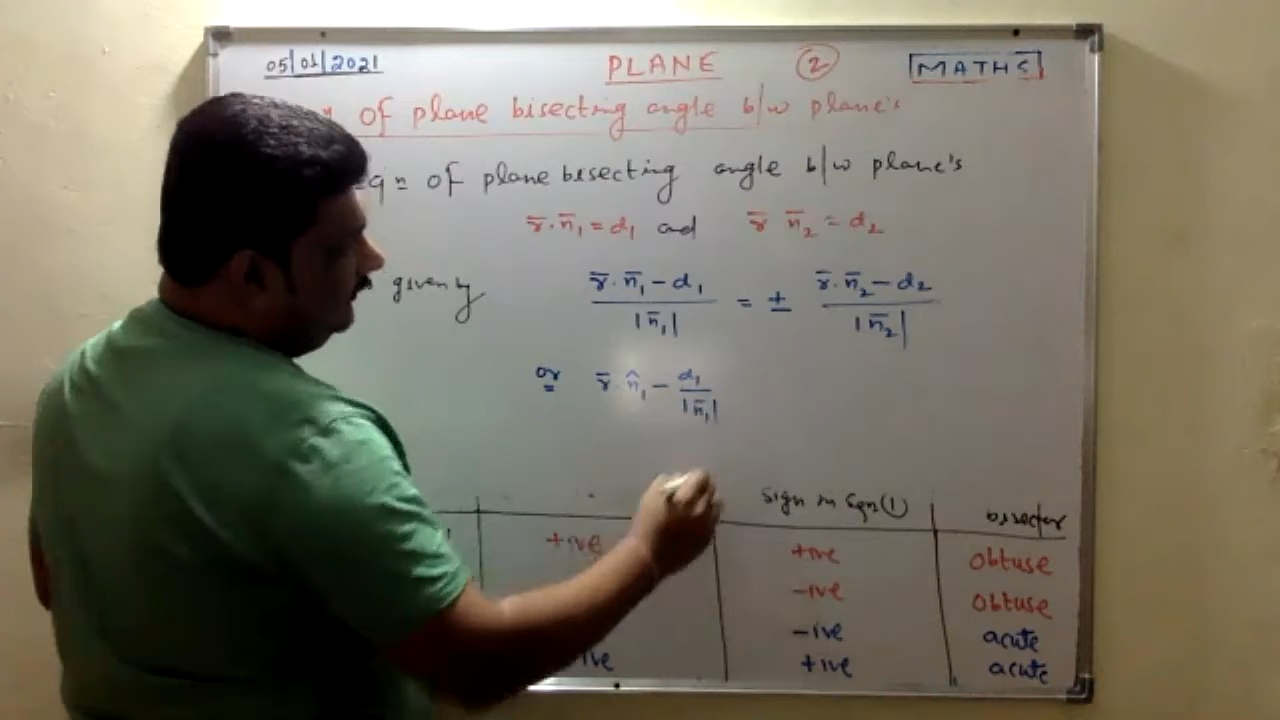 05/01/2021 PLANE 2 MATHS
of plane bisecting angle b/w plane's
of plane bisecting angle b/w plane's
r̄.n̄₁ = d₁ and r̄ n̄₂ = d₂
given by (r̄.n̄₁ - d₁)/|n̄₁| = ± (r̄.n̄₂ - d₂)/|n̄₂|
or r̄.n̂₁ - d₁/|n̄₁|
sign in Eqn(1) bisector
+ive +ive Obtuse
-ive Obtuse
-ive acute
+ive acute